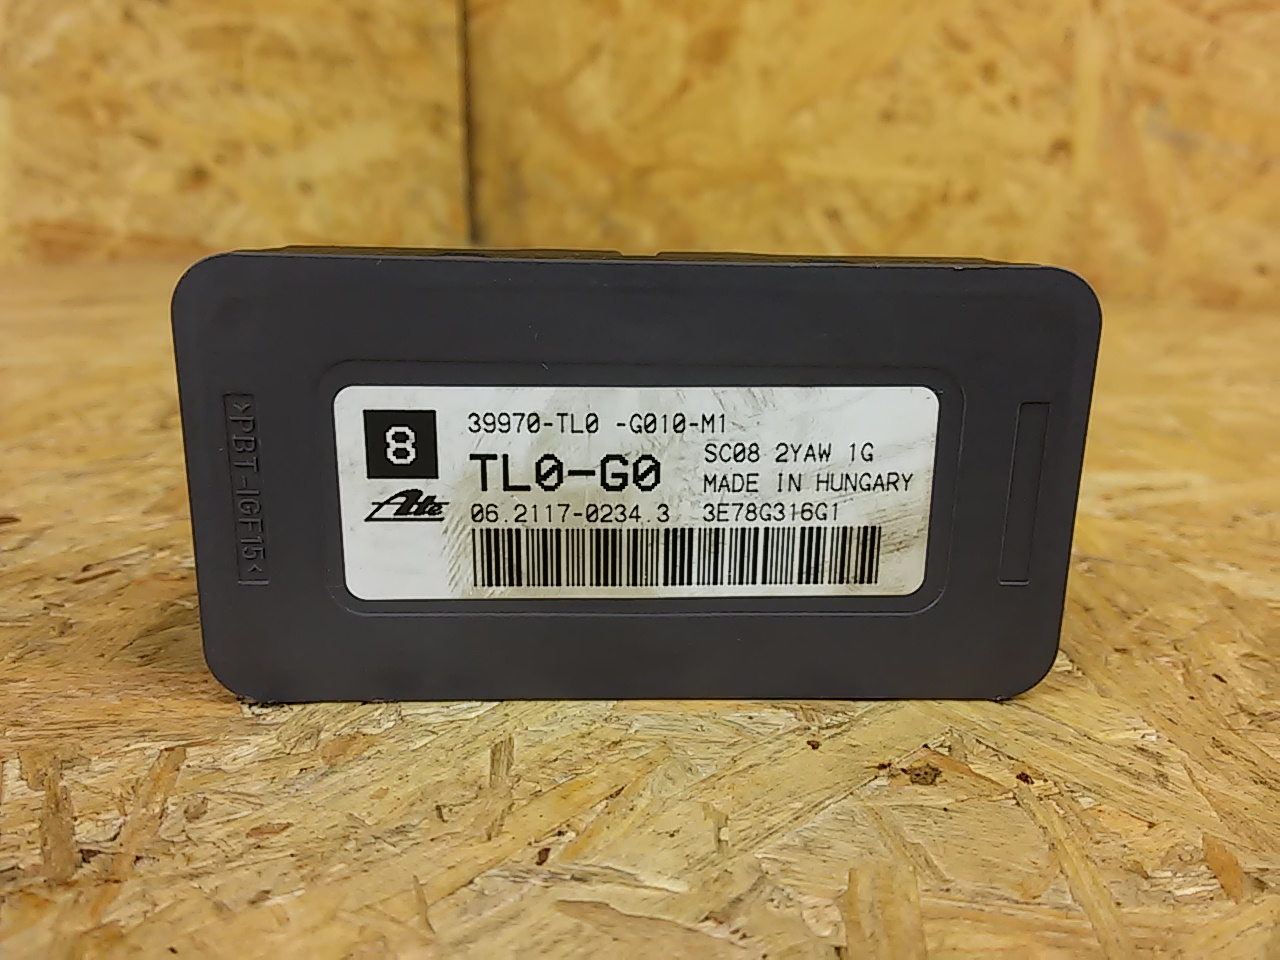 >PBT-IGF15<
8
39970-TL0 -G010-M1
TL0-G0
SC08 2YAW 1G
MADE IN HUNGARY
Ate
06.2117-0234.3 3E78G316G1